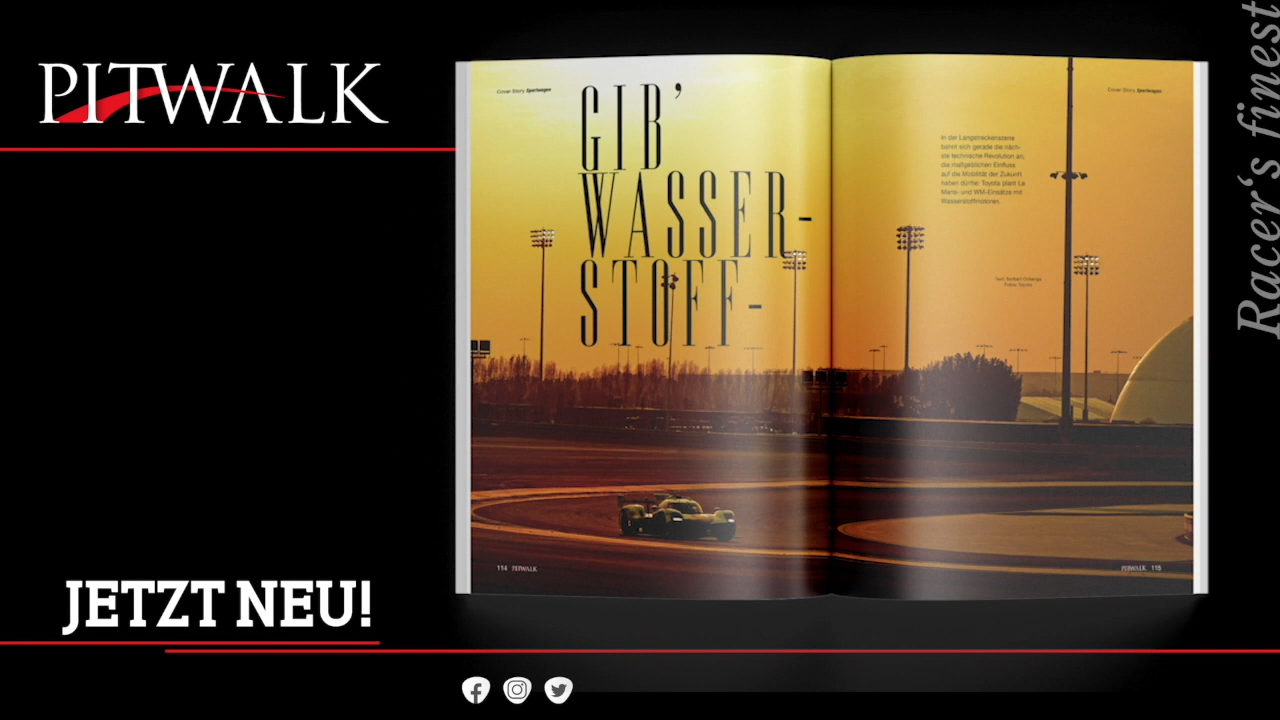 PITWALK
Racer's finest
Cover Story Sportwagen
GIB'
WASSER-
STOFF-
Cover Story Sportwagen
In der Langstreckenszene
bahnt sich gerade die näch-
ste technische Revolution an,
die maßgeblichen Einfluss
auf die Mobilität der Zukunft
haben dürfte: Toyota plant Le
Mans- und WM-Einsätze mit
Wasserstoffmotoren.
114 PITWALK
PITWALK 115
JETZT NEU!